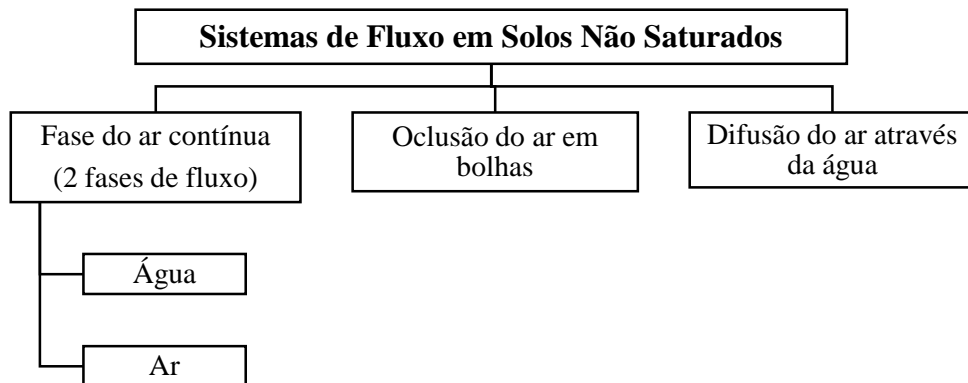 Sistemas de Fluxo em Solos Não Saturados
Fase do ar contínua
(2 fases de fluxo)
Oclusão do ar em
bolhas
Difusão do ar através
da água
Água
Ar